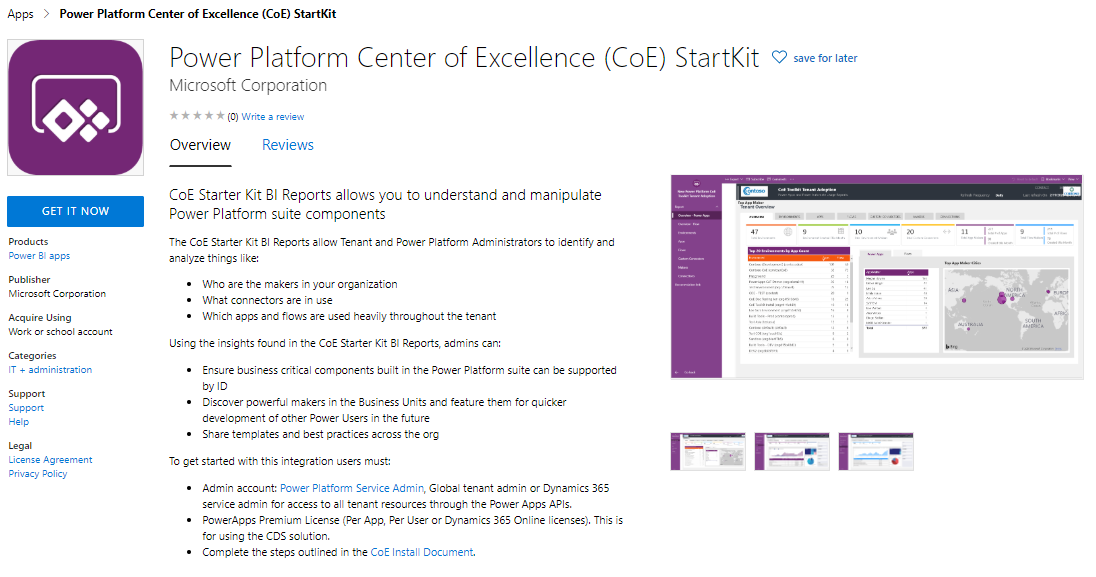 Apps > Power Platform Center of Excellence (CoE) StartKit
Power Platform Center of Excellence (CoE) StartKit
save for later
Microsoft Corporation
(0) Write a review
Overview Reviews
GET IT NOW
Products
Power BI apps
Publisher
Microsoft Corporation
Acquire Using
Work or school account
Categories
IT + administration
Support
Support
Help
Legal
License Agreement
Privacy Policy
CoE Starter Kit BI Reports allows you to understand and manipulate
Power Platform suite components
The CoE Starter Kit BI Reports allow Tenant and Power Platform Administrators to identify and
analyze things like:
• Who are the makers in your organization
• What connectors are in use
• Which apps and flows are used heavily throughout the tenant
Using the insights found in the CoE Starter Kit BI Reports, admins can:
• Ensure business critical components built in the Power Platform suite can be supported
by ID
• Discover powerful makers in the Business Units and feature them for quicker
development of other Power Users in the future
• Share templates and best practices across the org
To get started with this integration users must:
• Admin account: Power Platform Service Admin, Global tenant admin or Dynamics 365
service admin for access to all tenant resources through the Power Apps APIs.
• PowerApps Premium License (Per App, Per User or Dynamics 365 Online licenses). This is
for using the CDS solution.
• Complete the steps outlined in the CoE Install Document.
Contoso
CoE Toolkit Tenant Adoption
Top App Maker
Tenant Overview
47 9 10 20 11 9
Top App Maker Cities
ASIA
NORTH
AMERICA
EUROPE
SOUTH
AMERICA
AUSTRALIA
bing